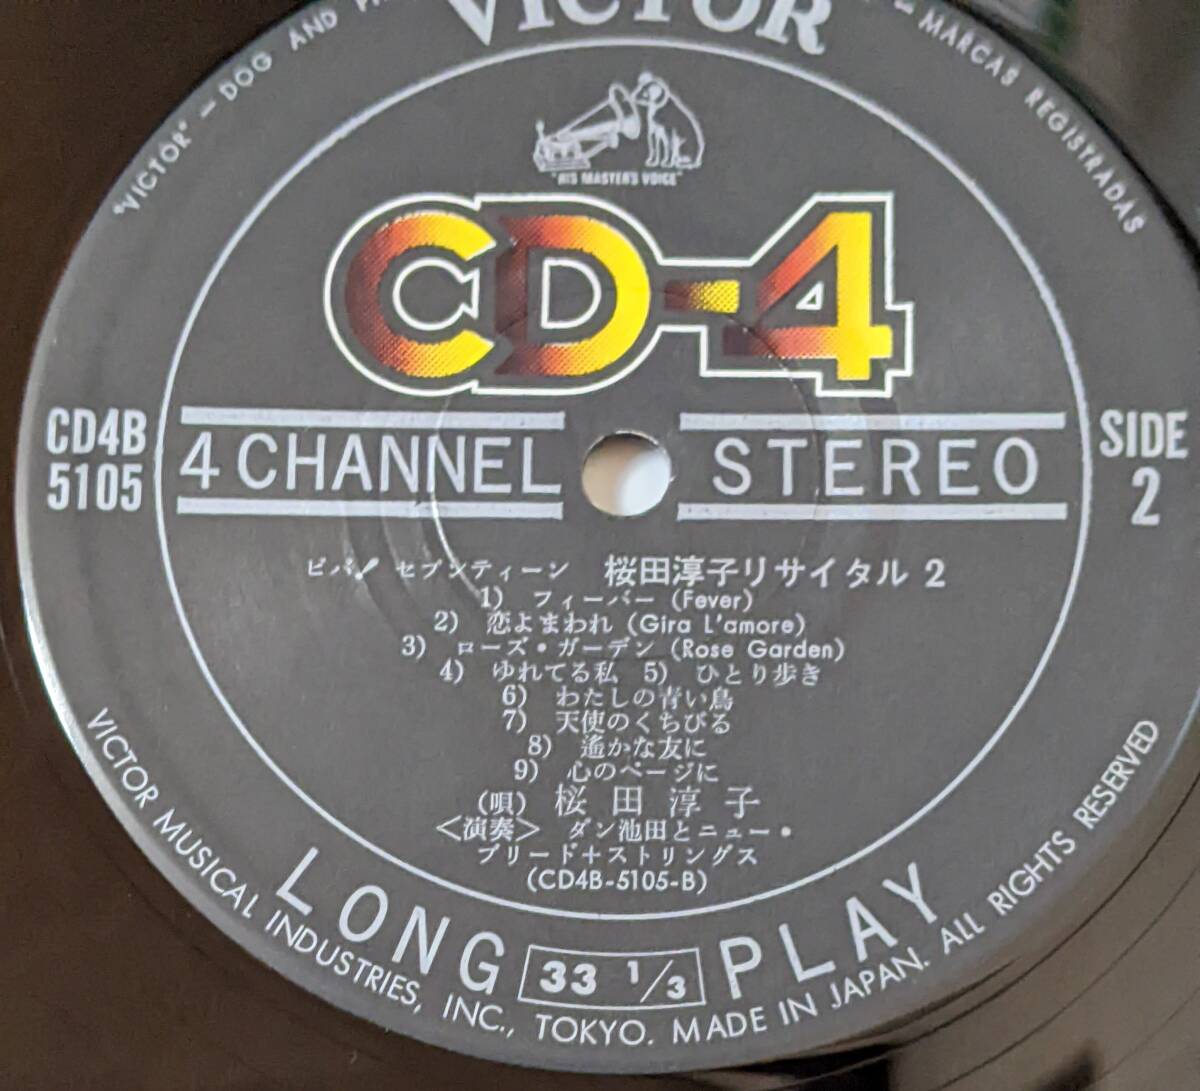 VICTOR
"VICTOR" — DOG AND
MARCAS REGISTRADAS
"HIS MASTER'S VOICE"
CD-4
CD4B
5105
4 CHANNEL STEREO
SIDE
2
ビバ! セブンティーン 桜田淳子リサイタル 2
1) フィーバー (Fever)
2) 恋よまわれ (Gira L'amore)
3) ローズ・ガーデン (Rose Garden)
4) ゆれてる私 5) ひとり歩き
6) わたしの青い鳥
7) 天使のくちびる
8) 遙かな友に
9) 心のページに
(唄) 桜田淳子
<演奏> ダン池田とニュー・
ブリード+ストリングス
(CD4B-5105-B)
LONG 33 1/3 PLAY
VICTOR MUSICAL INDUSTRIES, INC., TOKYO. MADE IN JAPAN. ALL RIGHTS RESERVED